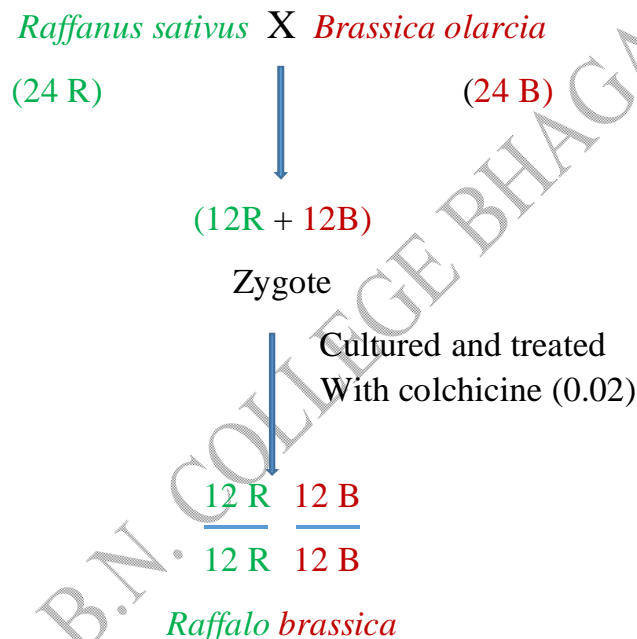 Raffanus sativus X Brassica olarcia
(24 R) (24 B)
(12R + 12B)
Zygote
Cultured and treated
With colchicine (0.02)
12 R 12 B
12 R 12 B
Raffalo brassica
B.N. COLLEGE BHAGA